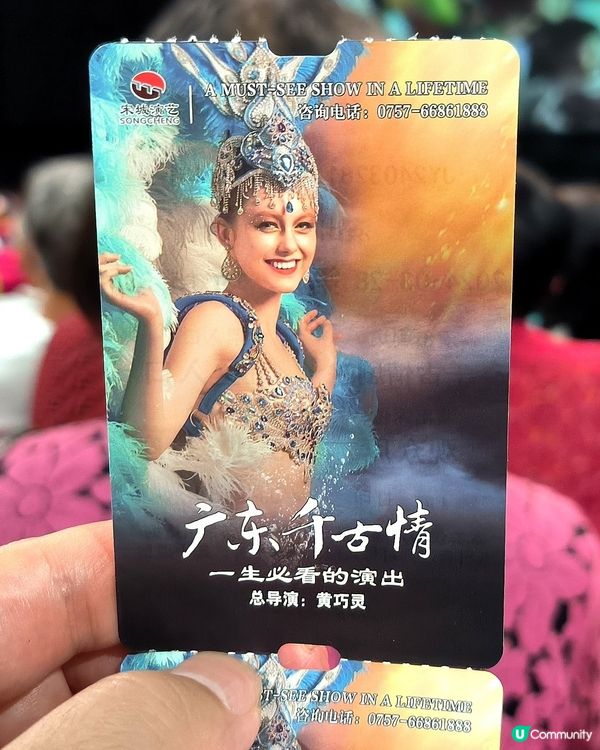 宋城演艺
SONGCHENG
A MUST-SEE SHOW IN A LIFETIME
咨询电话：0757-66861888
广东千古情
一生必看的演出
总导演：黄巧灵
ST-SEE SHOW IN A LIFETIME
咨询电话：0757-66861888
U Community